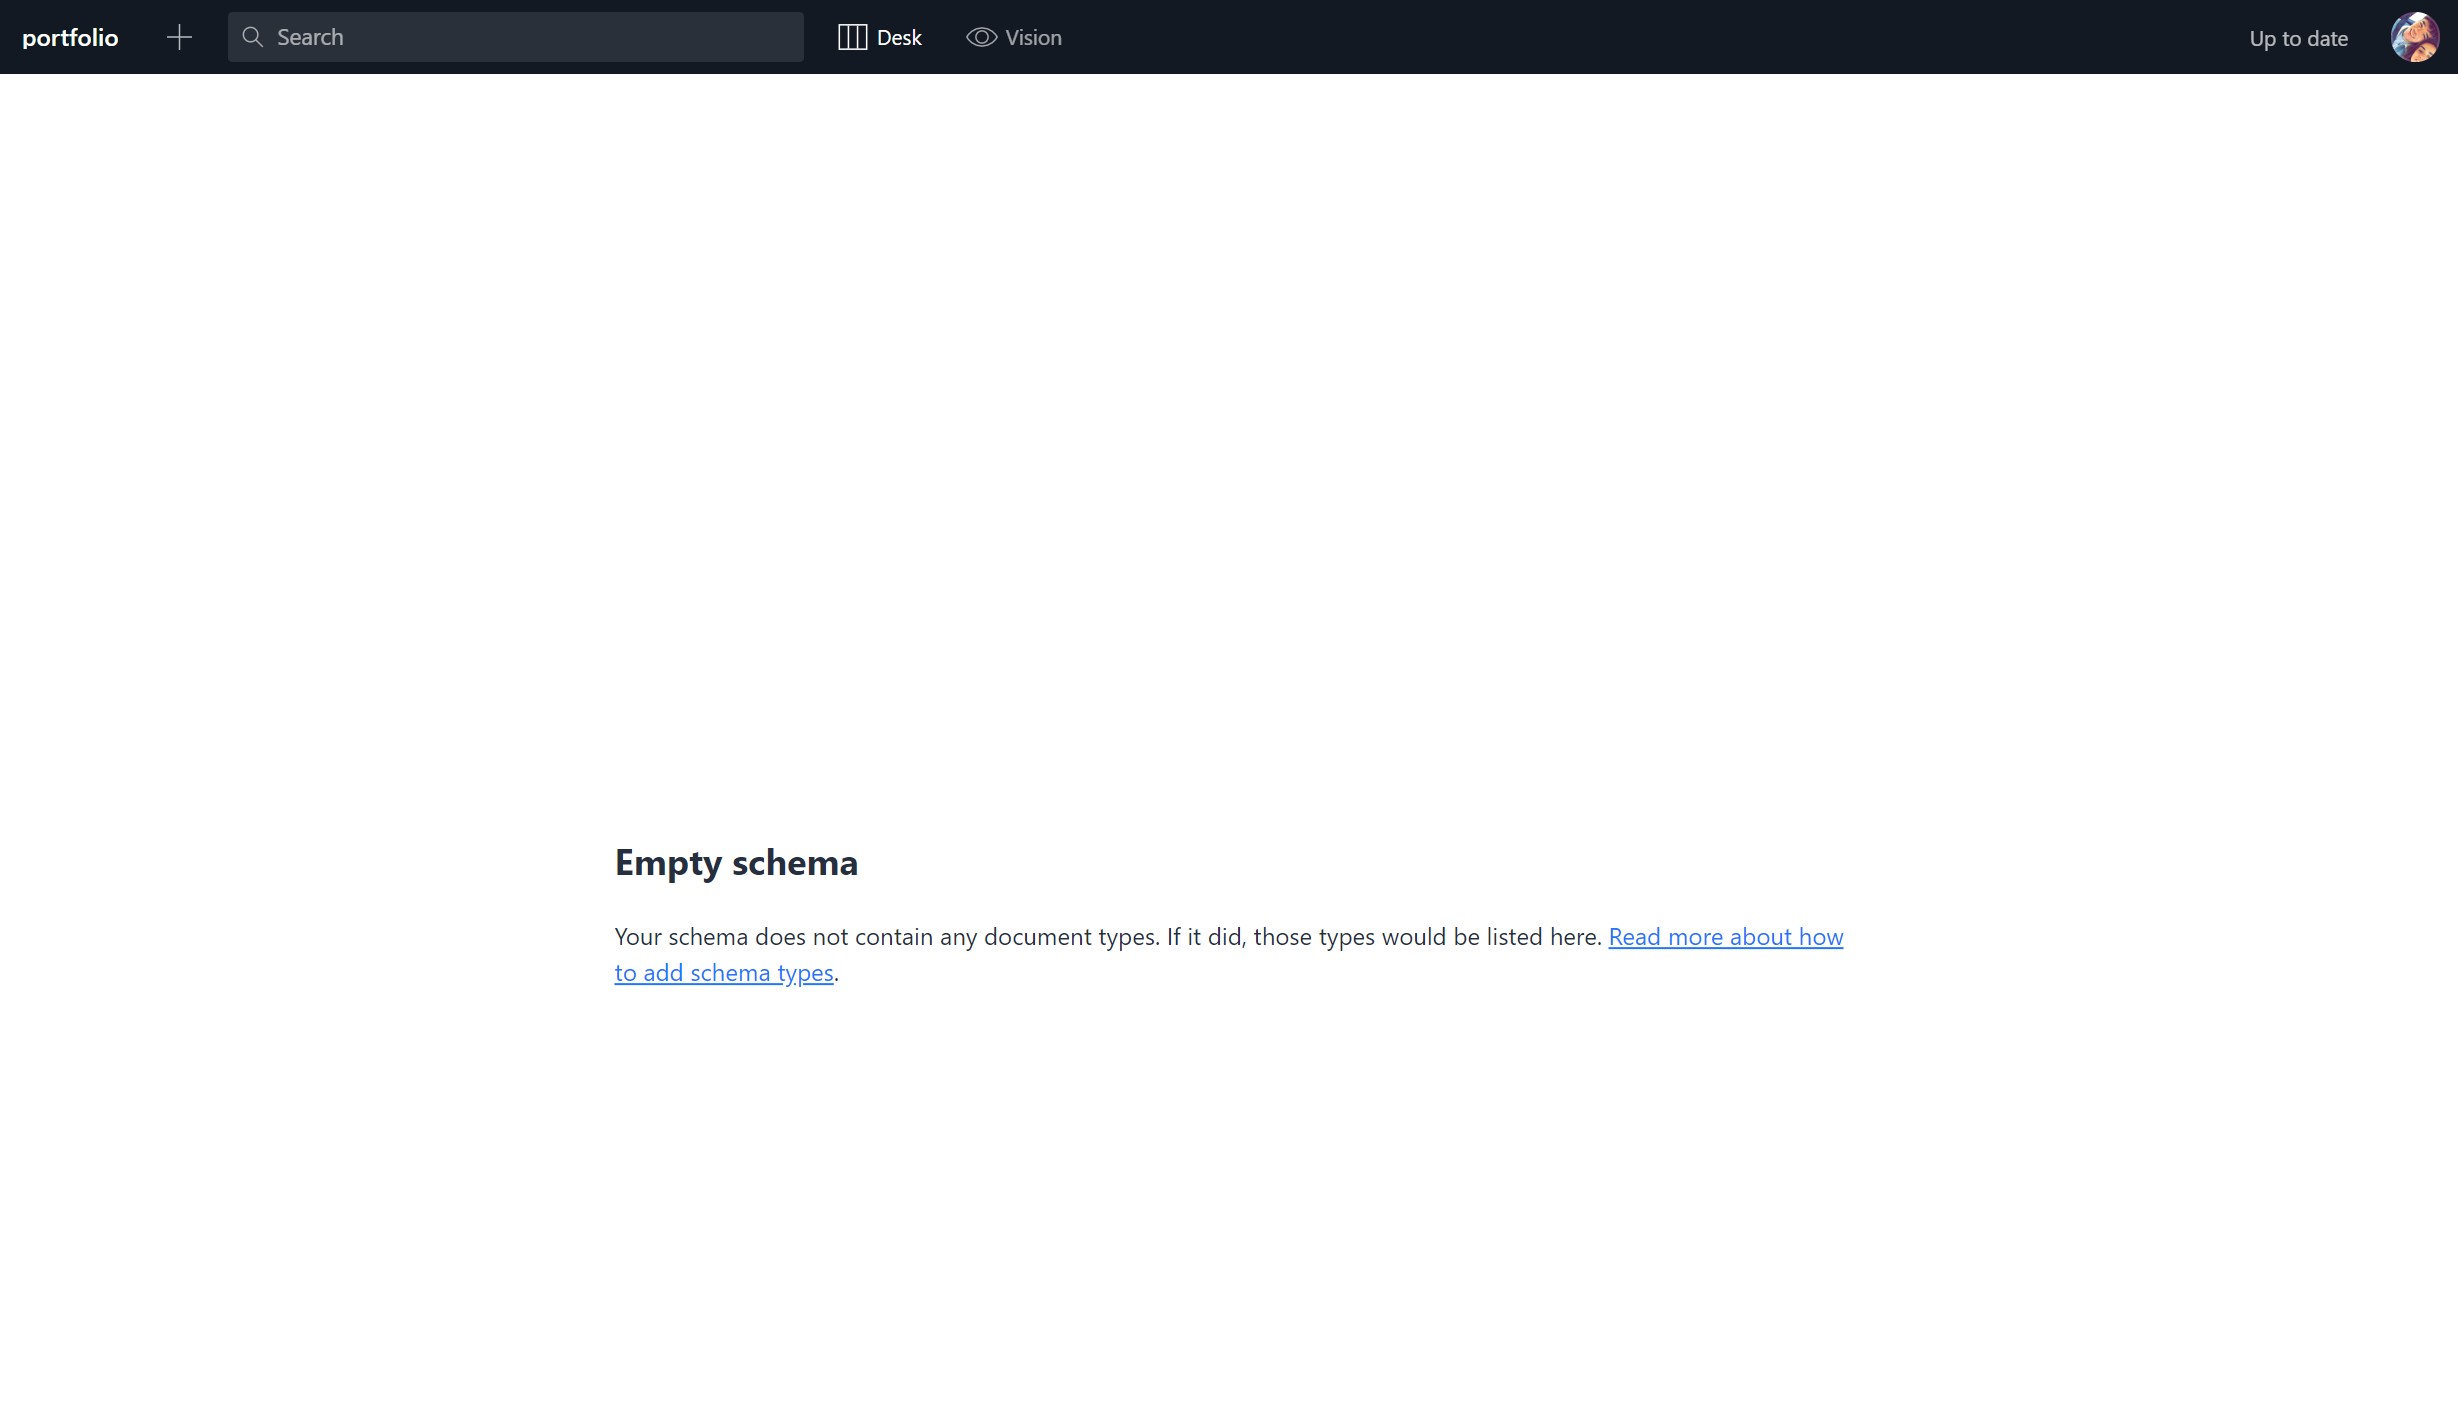 portfolio
Search
Desk
Vision
Up to date
Empty schema
Your schema does not contain any document types. If it did, those types would be listed here. Read more about how
to add schema types.